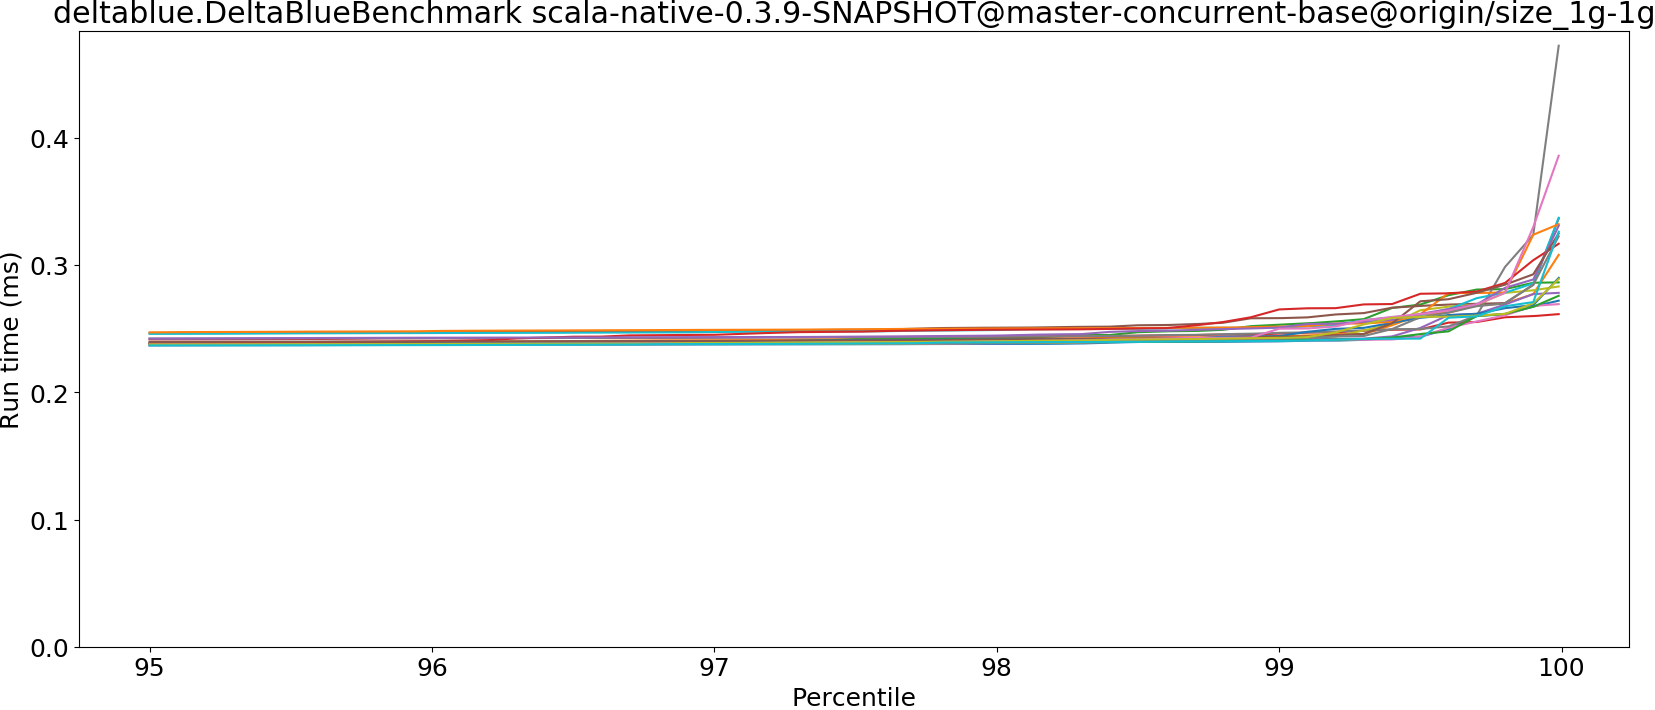 deltablue.DeltaBlueBenchmark scala-native-0.3.9-SNAPSHOT@master-concurrent-base@origin/size_1g-1g
Run time (ms)
0.4
0.3
0.2
0.1
0.0
95 96 97 98 99 100
Percentile